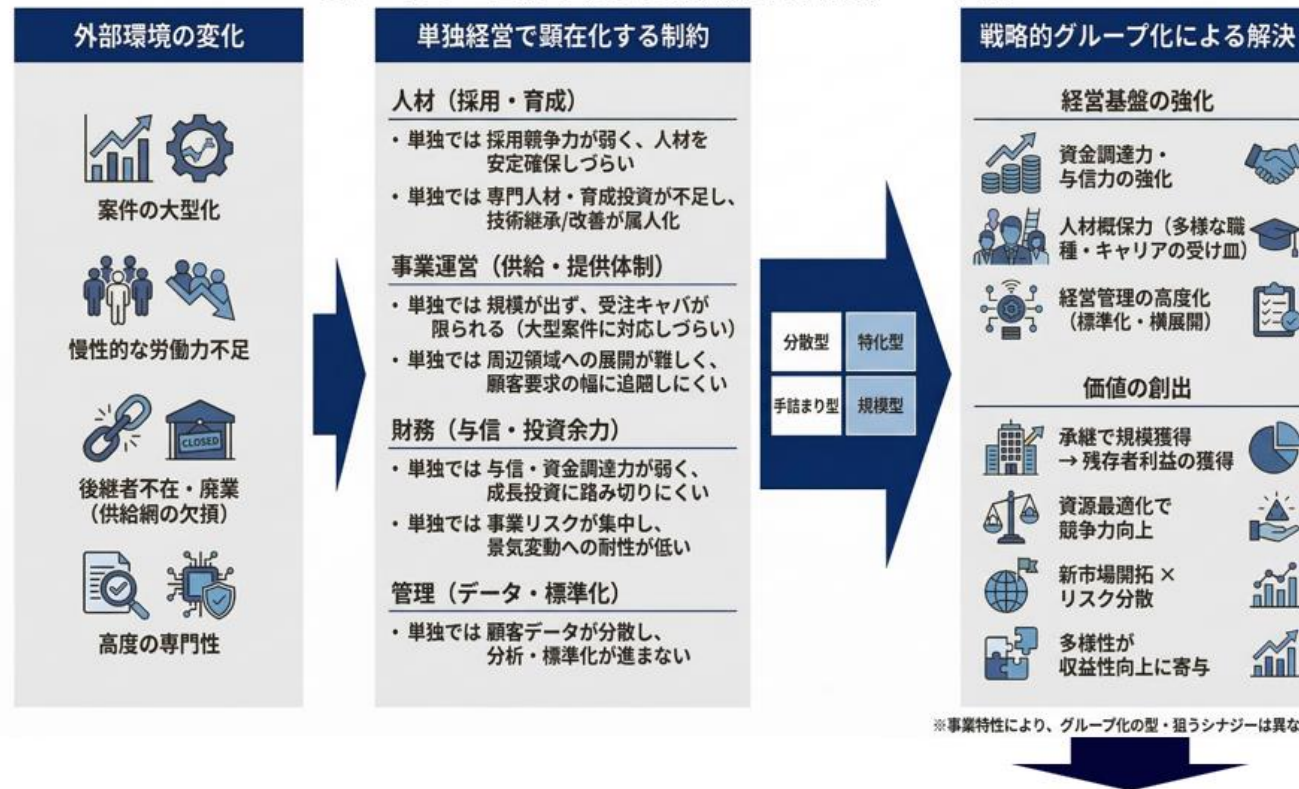 外部環境の変化
案件の大型化
慢性的な労働力不足
CLOSED
後継者不在・廃業
(供給網の欠損)
高度の専門性
単独経営で顕在化する制約
人材（採用・育成）
・単独では 採用競争力が弱く、人材を
安定確保しづらい
・単独では 専門人材・育成投資が不足し、
技術継承/改善が属人化
事業運営（供給・提供体制）
・単独では 規模が出ず、受注キャバが
限られる（大型案件に対応しづらい）
・単独では 周辺領域への展開が難しく、
顧客要求の幅に追しにくい
財務（与信・投資余力）
・単独では 与信・資金調達力が弱く、
成長投資に踏み切りにくい
・単独では 事業リスクが集中し、
景気変動への耐性が低い
管理（データ・標準化）
・単独では 顧客データが分散し、
分析・標準化が進まない
分散型 特化型
手詰まり型 規模型
戦略的グループ化による解決
経営基盤の強化
資金調達力・
与信力の強化
人材概保力（多様な職
種・キャリアの受け皿）
経営管理の高度化
（標準化・横展開）
価値の創出
承継で規模獲得
→ 残存者利益の獲得
資源最適化で
競争力向上
新市場開拓 ×
リスク分散
多様性が
収益性向上に寄与
※事業特性により、グループ化の型・狙うシナジーは異な